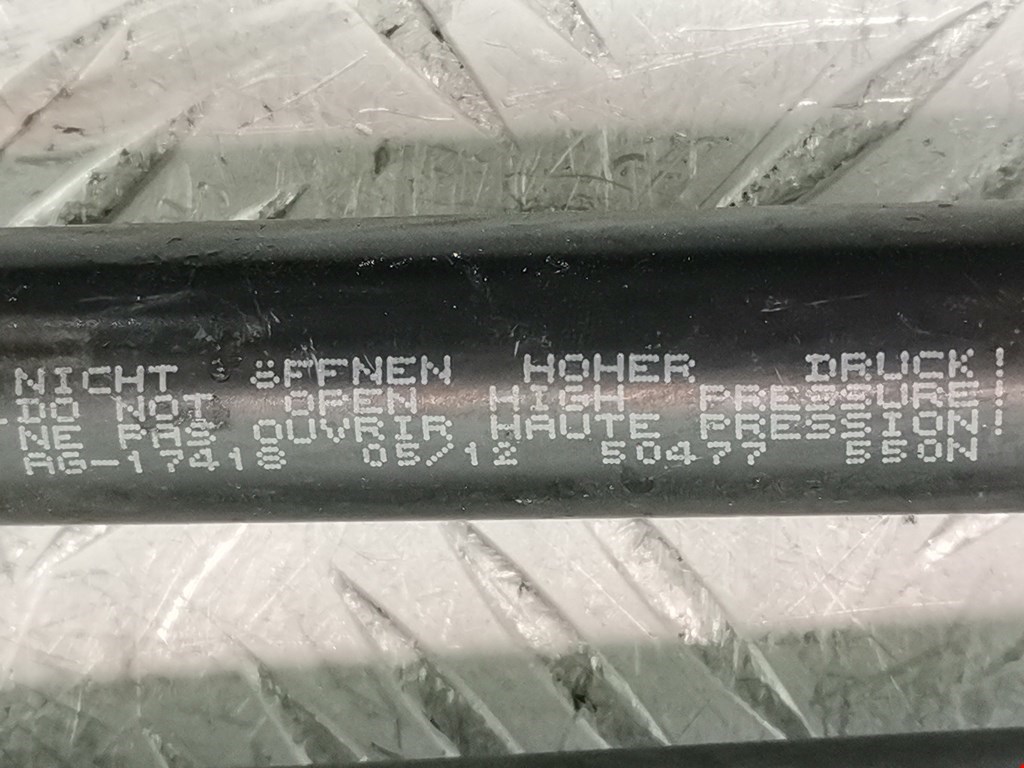 NICHT ÖFFNEN HOHER DRUCK!
DO NOT OPEN HIGH PRESSURE!
NE PAS OUVRIR HAUTE PRESSION!
AG-17418 05/12 50477 550N